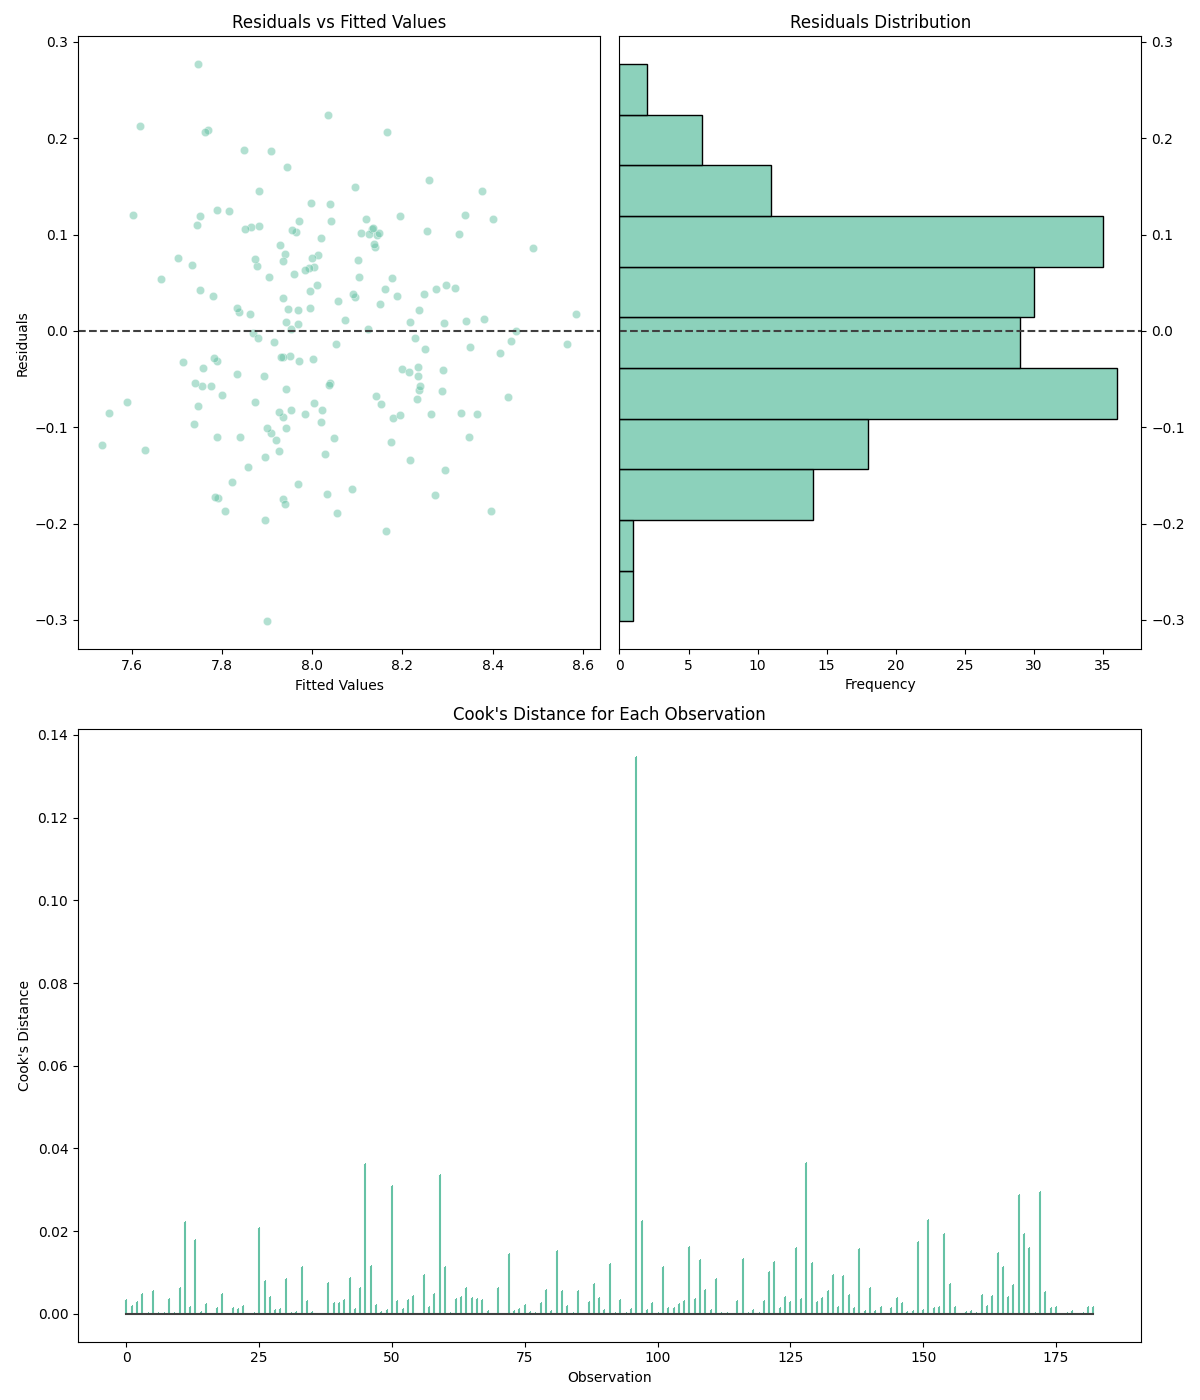 Residuals vs Fitted Values
Residuals Distribution
0.3
0.2
0.1
0.0
−0.1
−0.2
−0.3
Residuals
7.6 7.8 8.0 8.2 8.4 8.6
Fitted Values
0.3
0.2
0.1
0.0
−0.1
−0.2
−0.3
0 5 10 15 20 25 30 35
Frequency
Cook's Distance for Each Observation
0.14
0.12
0.10
0.08
0.06
0.04
0.02
0.00
Cook's Distance
0 25 50 75 100 125 150 175
Observation